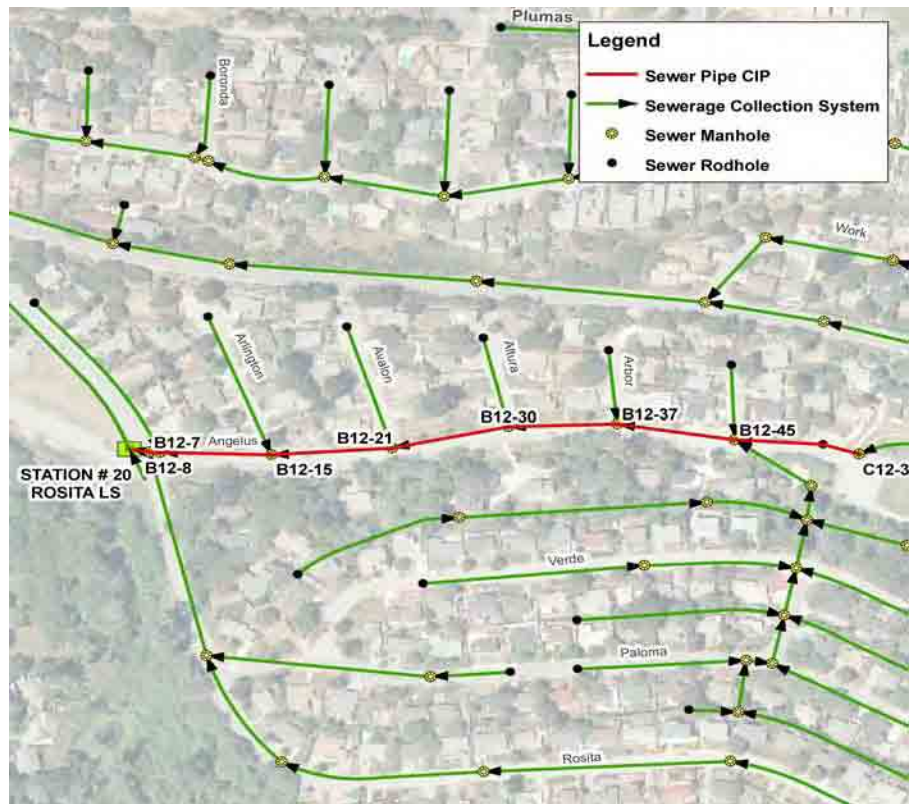 Plumas
Legend
Sewer Pipe CIP
Sewerage Collection System
Sewer Manhole
Sewer Rodhole
Boronda
Work
Arlington
Avalon
Altura
Arbor
B12-30
B12-37
B12-45
B12-7
Angelus
B12-21
B12-8
B12-15
C12-3
STATION # 20
ROSITA LS
Verde
Paloma
Rosita